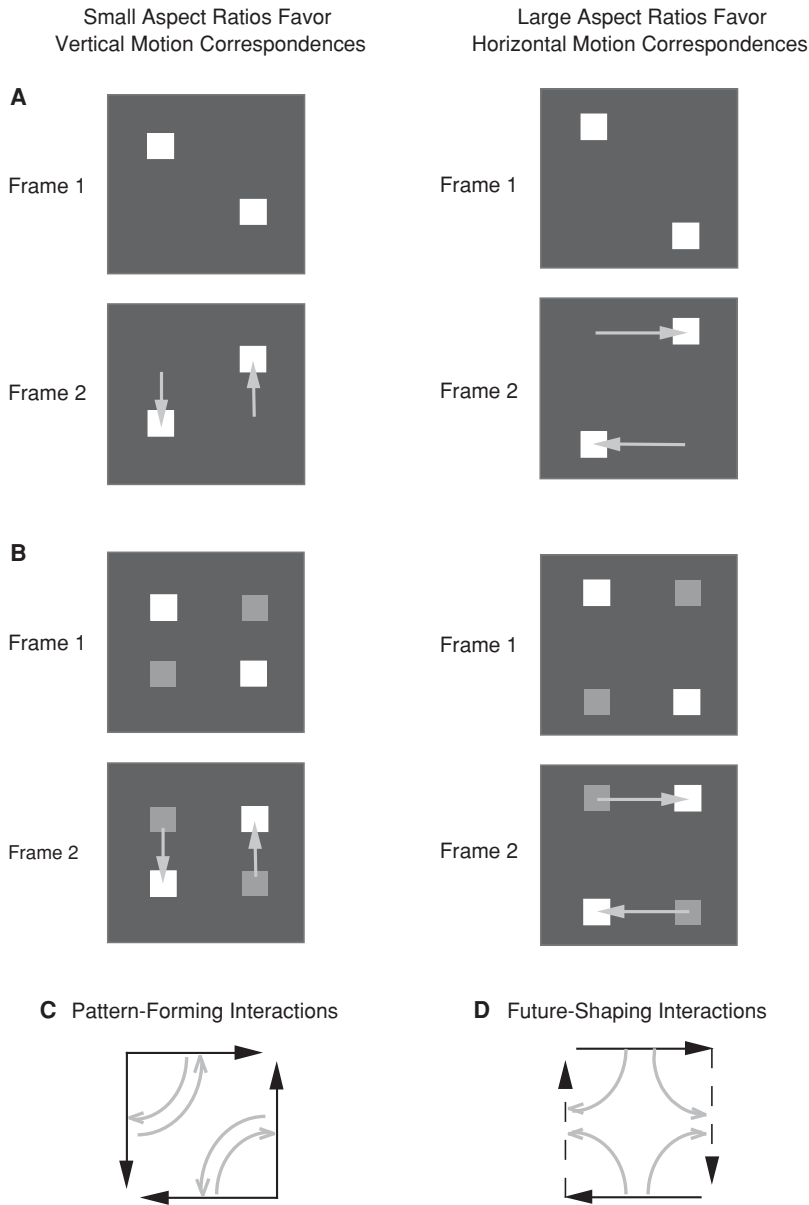 Small Aspect Ratios Favor
Vertical Motion Correspondences
Large Aspect Ratios Favor
Horizontal Motion Correspondences
A
Frame 1
Frame 1
Frame 2
Frame 2
B
Frame 1
Frame 1
Frame 2
Frame 2
C Pattern-Forming Interactions
D Future-Shaping Interactions